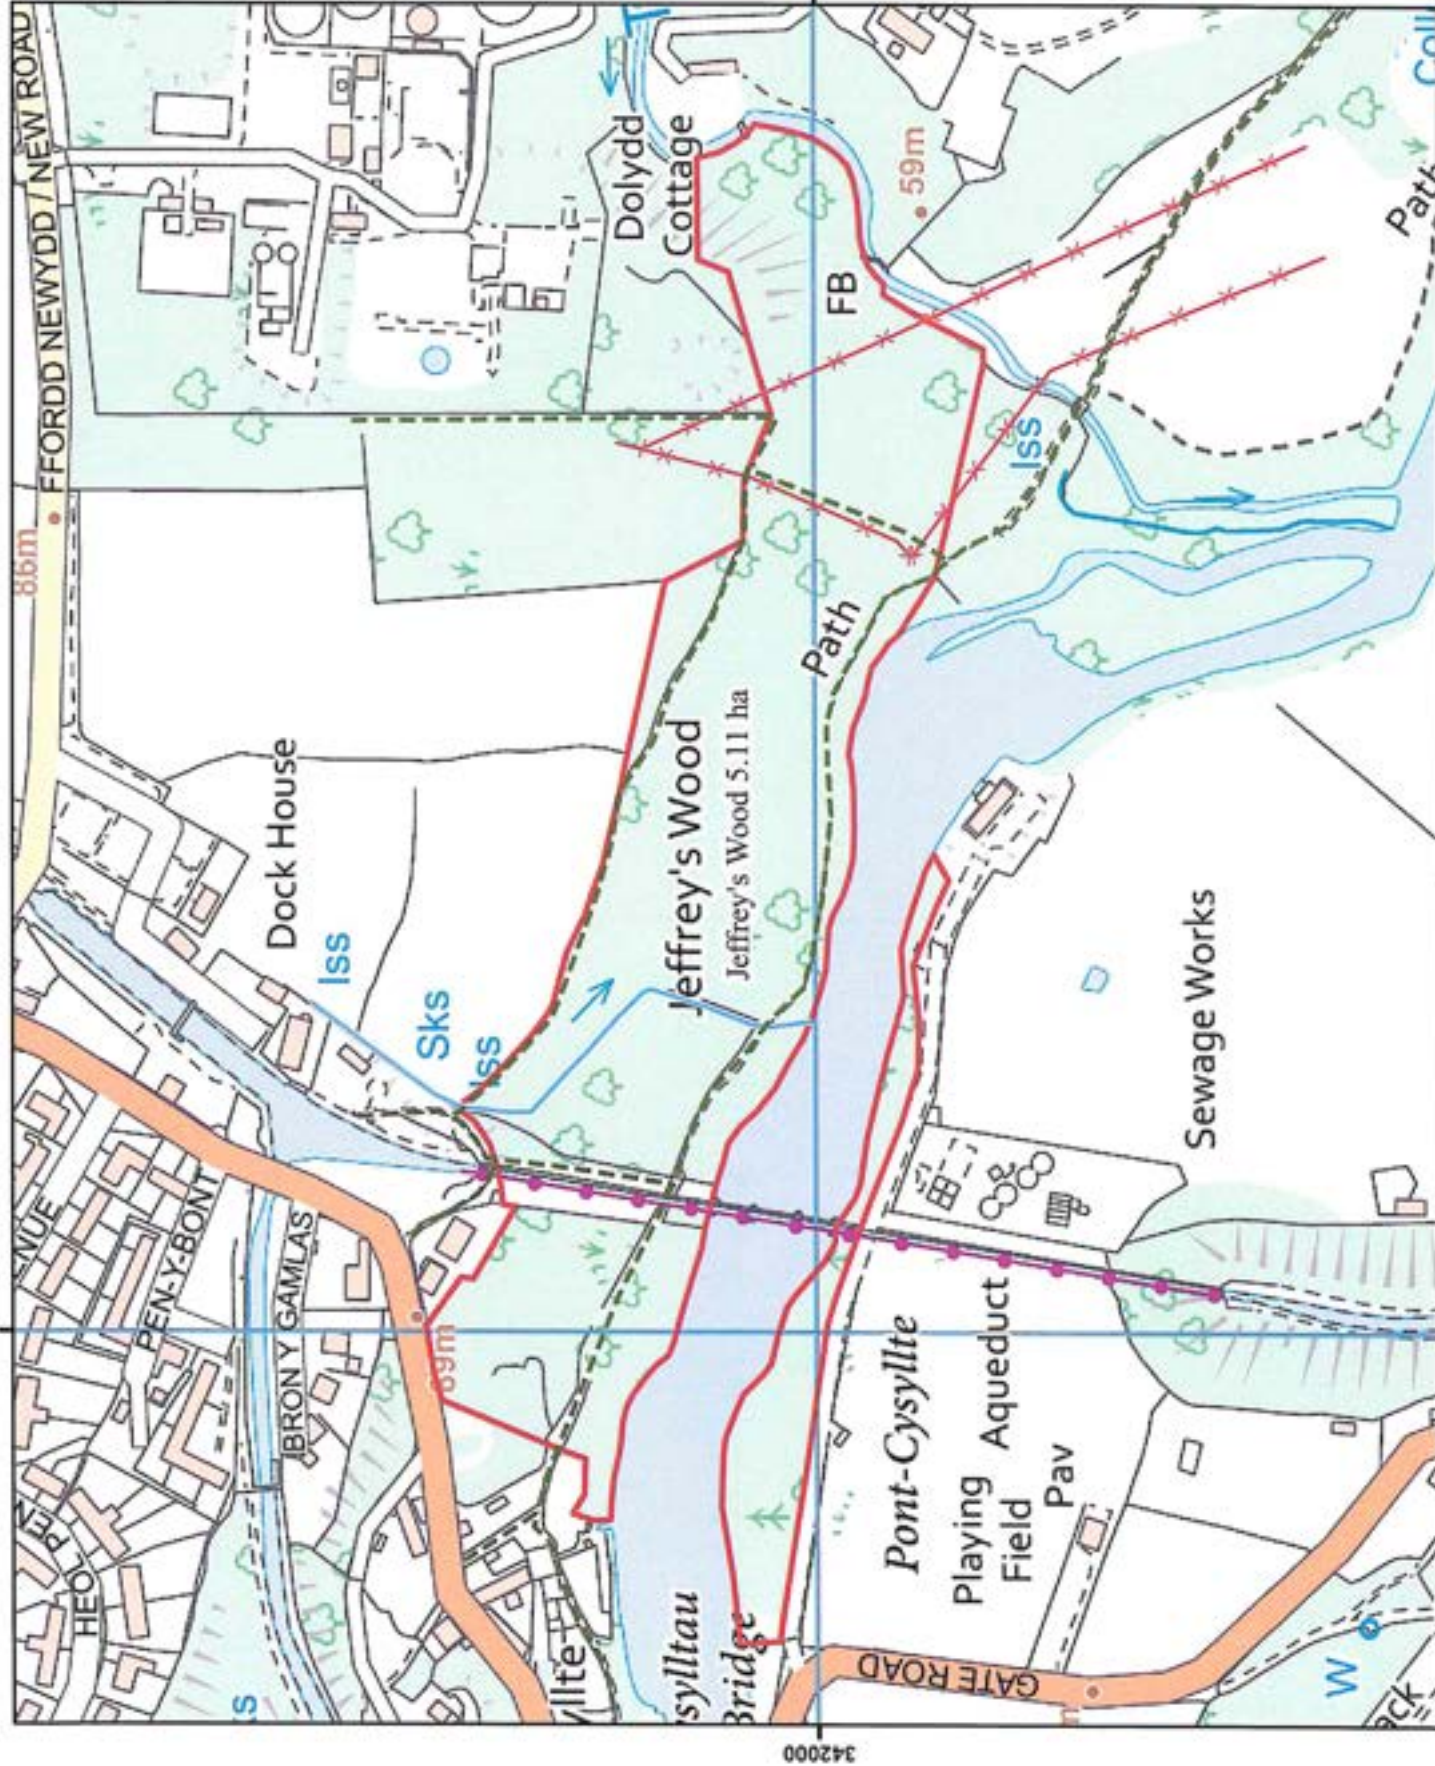 FFORDD NEWYDD / NEW ROAD
86m
Dolydd
Cottage
FB
59m
Iss
Path
Path
Dock House
Iss
Sks
Iss
Jeffrey's Wood
Jeffrey's Wood 5.11 ha
Sewage Works
PEN-Y-BONT
BRON Y GAMLAS
HEOL PEN
69m
Pont-Cysyllte
Aqueduct
Playing
Field
Pav
Bridge
GATE ROAD
W
342000